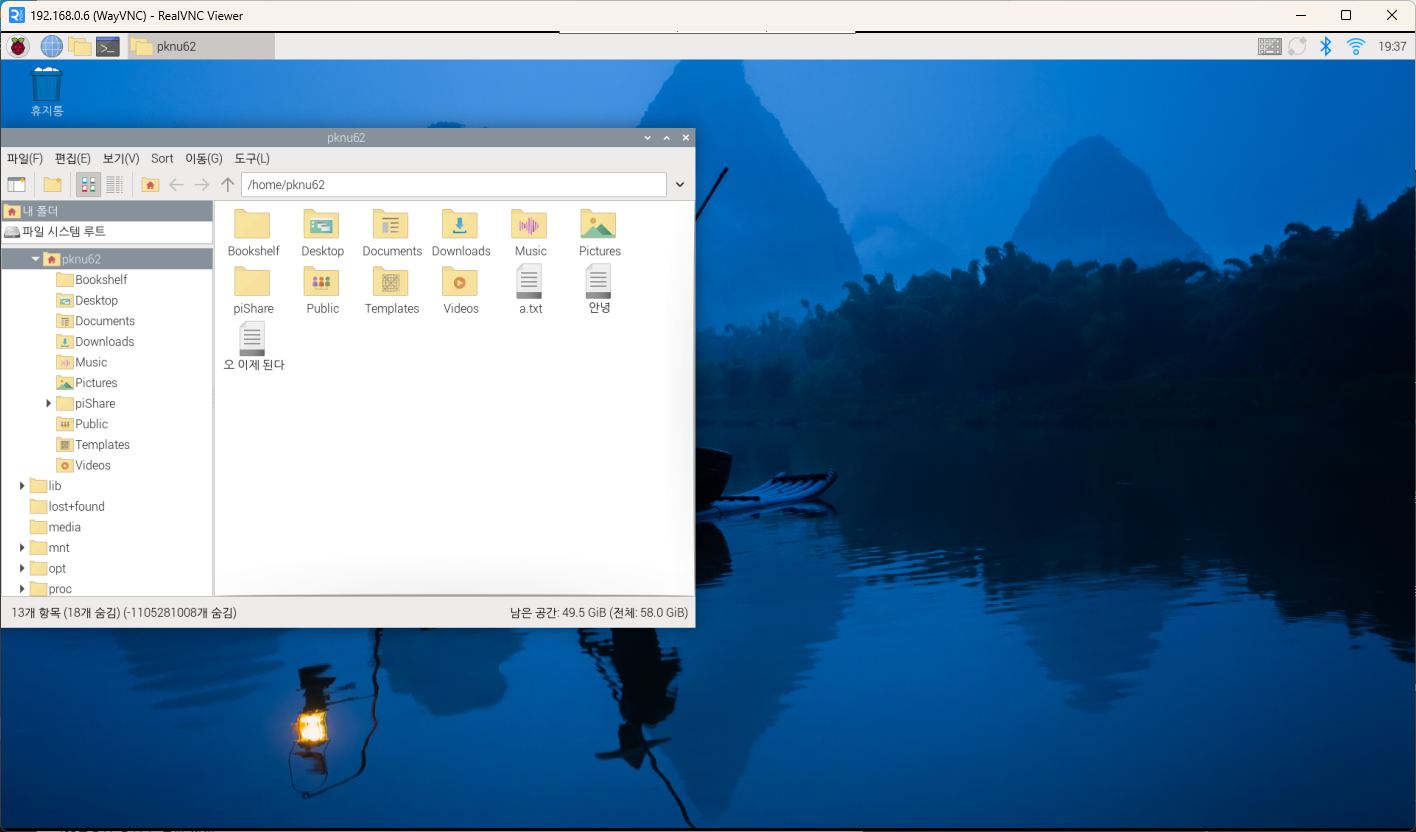 192.168.0.6 (WayVNC) - RealVNC Viewer
pknu62
19:37
휴지통
pknu62
파일(F) 편집(E) 보기(V) Sort 이동(G) 도구(L)
/home/pknu62
내 폴더
파일 시스템 루트
pknu62
Bookshelf
Desktop
Documents
Downloads
Music
Pictures
piShare
Public
Templates
Videos
lib
lost+found
media
mnt
opt
proc
Bookshelf Desktop Documents Downloads Music Pictures
piShare Public Templates Videos a.txt 안녕
오 이제 된다
13개 항목 (18개 숨김) (-1105281008개 숨김)
남은 공간: 49.5 GiB (전체: 58.0 GiB)